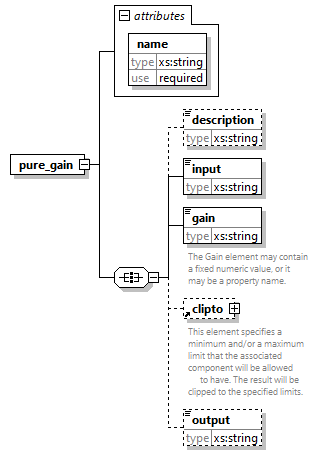 attributes
name
type xs:string
use required
pure_gain
description
type xs:string
input
type xs:string
gain
type xs:string
The Gain element may contain
a fixed numeric value, or it
may be a property name.
clipto
This element specifies a
minimum and/or a maximum
limit that the associated
component will be allowed
to have. The result will be
clipped to the specified limits.
output
type xs:string